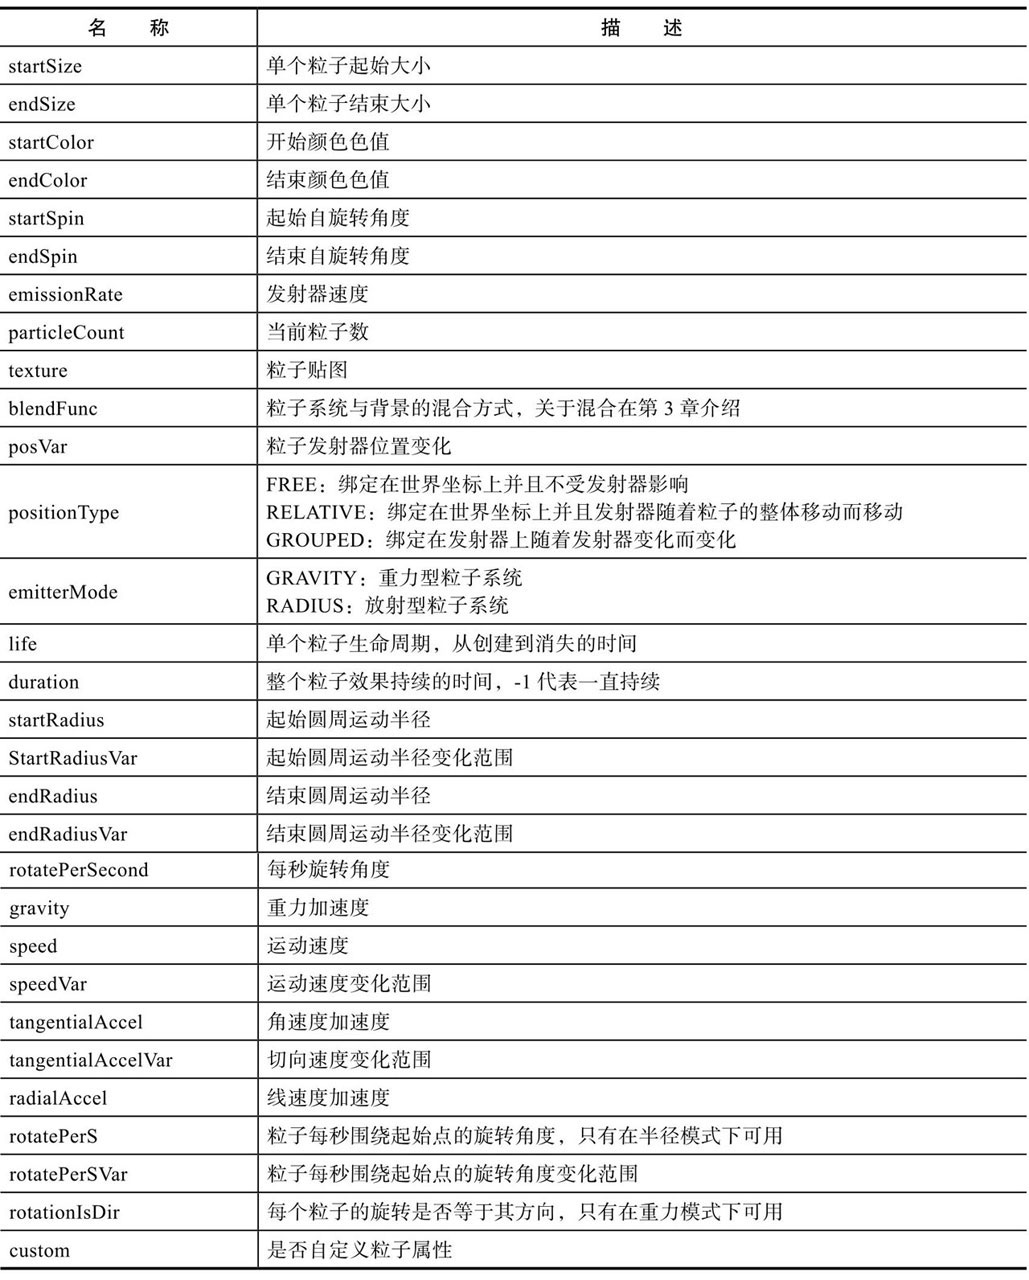 名 称 描 述
startSize 单个粒子起始大小
endSize 单个粒子结束大小
startColor 开始颜色色值
endColor 结束颜色色值
startSpin 起始自旋转角度
endSpin 结束自旋转角度
emissionRate 发射器速度
particleCount 当前粒子数
texture 粒子贴图
blendFunc 粒子系统与背景的混合方式，关于混合在第 3 章介绍
posVar 粒子发射器位置变化
positionType FREE：绑定在世界坐标上并且不受发射器影响
RELATIVE：绑定在世界坐标上并且发射器随着粒子的整体移动而移动
GROUPED：绑定在发射器上随着发射器变化而变化
emitterMode GRAVITY：重力型粒子系统
RADIUS：放射型粒子系统
life 单个粒子生命周期，从创建到消失的时间
duration 整个粒子效果持续的时间，-1 代表一直持续
startRadius 起始圆周运动半径
StartRadiusVar 起始圆周运动半径变化范围
endRadius 结束圆周运动半径
endRadiusVar 结束圆周运动半径变化范围
rotatePerSecond 每秒旋转角度
gravity 重力加速度
speed 运动速度
speedVar 运动速度变化范围
tangentialAccel 角速度加速度
tangentialAccelVar 切向速度变化范围
radialAccel 线速度加速度
rotatePerS 粒子每秒围绕起始点的旋转角度，只有在半径模式下可用
rotatePerSVar 粒子每秒围绕起始点的旋转角度变化范围
rotationIsDir 每个粒子的旋转是否等于其方向，只有在重力模式下可用
custom 是否自定义粒子属性